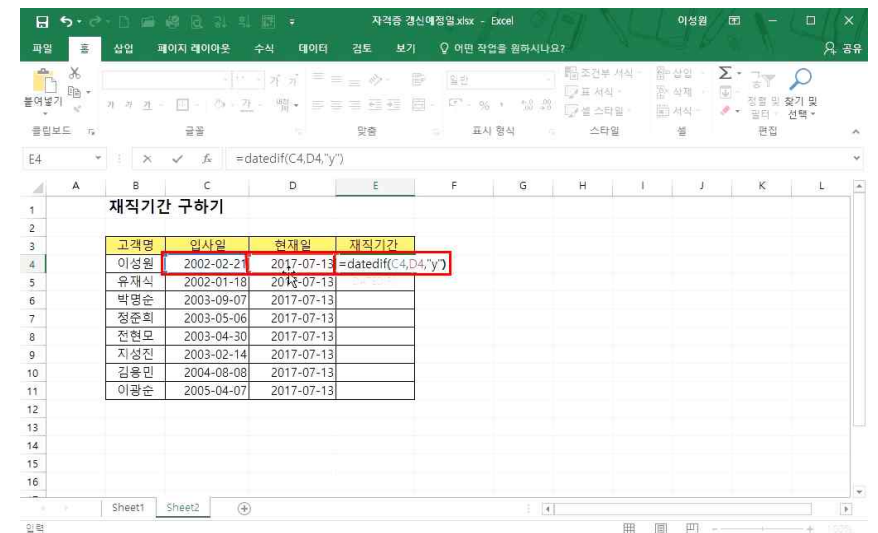 자격증 갱신예정일.xlsx - Excel 이성원
파일 홈 삽입 페이지 레이아웃 수식 데이터 검토 보기 어떤 작업을 원하시나요? 공유
붙여넣기 가 가 가 가 가 일반 % 조건부 서식 표 서식 셀 스타일 삽입 삭제 서식 정렬 및 필터 찾기 및 선택
클립보드 글꼴 맞춤 표시 형식 스타일 셀 편집
E4 fx =datedif(C4,D4,"y")
A B C D E F G H I J K L
1 재직기간 구하기
2
3 고객명 입사일 현재일 재직기간
4 이성원 2002-02-21 2017-07-13 =datedif(C4,D4,"y")
5 유재식 2002-01-18 2017-07-13
6 박명순 2003-09-07 2017-07-13
7 정준희 2003-05-06 2017-07-13
8 전현모 2003-04-30 2017-07-13
9 지성진 2003-02-14 2017-07-13
10 김용민 2004-08-08 2017-07-13
11 이광순 2005-04-07 2017-07-13
12
13
14
15
16
Sheet1 Sheet2
입력